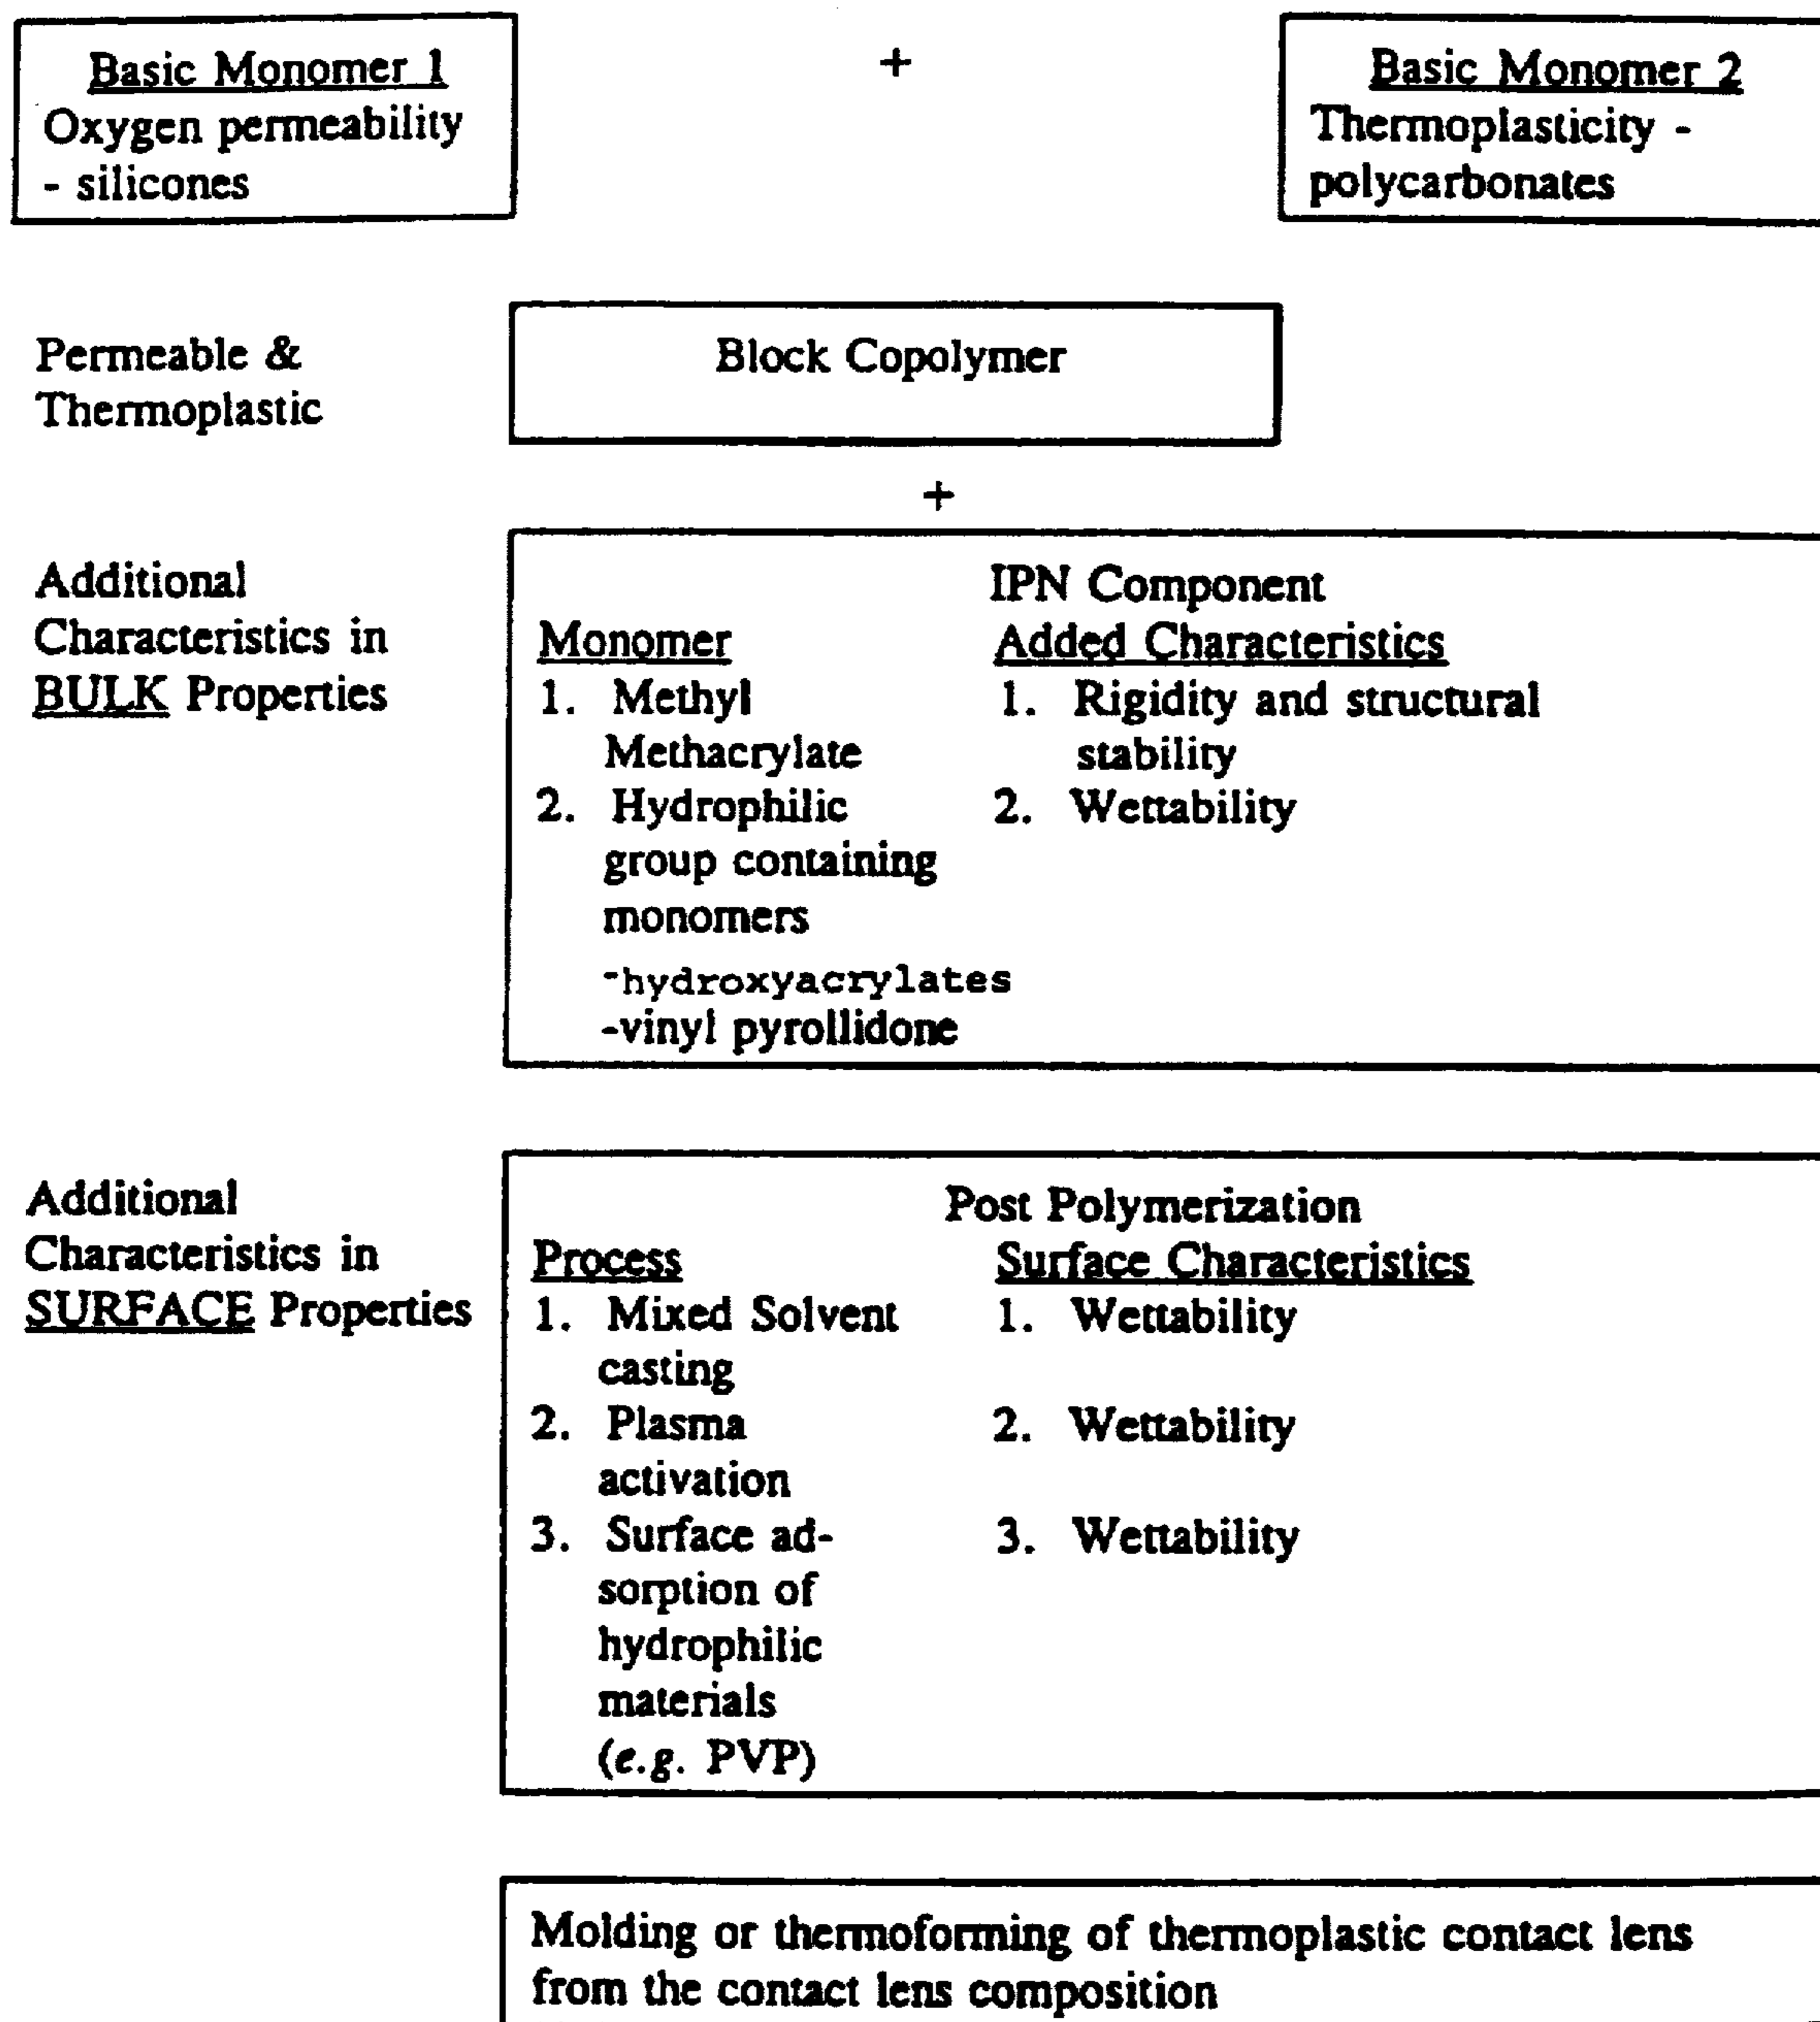 Basic Monomer 1
Oxygen permeability
- silicones
+
Basic Monomer 2
Thermoplasticity -
polycarbonates
Permeable &
Thermoplastic
Block Copolymer
+
Additional
Characteristics in
BULK Properties
IPN Component
Monomer Added Characteristics
1. Methyl 1. Rigidity and structural
Methacrylate stability
2. Hydrophilic 2. Wettability
group containing
monomers
-hydroxyacrylates
-vinyl pyrollidone
Additional
Characteristics in
SURFACE Properties
Post Polymerization
Process Surface Characteristics
1. Mixed Solvent 1. Wettability
casting
2. Plasma 2. Wettability
activation
3. Surface ad- 3. Wettability
sorption of
hydrophilic
materials
(e.g. PVP)
Molding or thermoforming of thermoplastic contact lens
from the contact lens composition